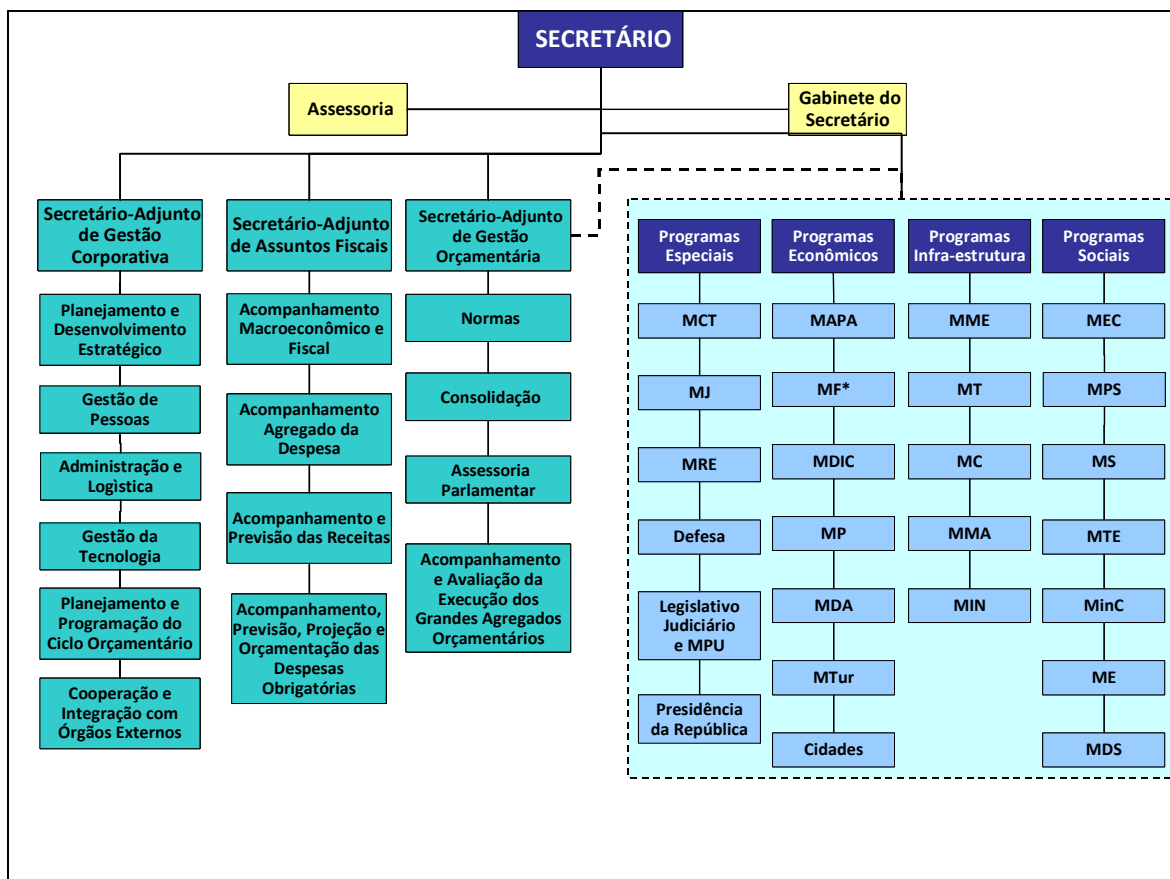 SECRETÁRIO
Assessoria
Gabinete do
Secretário
Secretário-Adjunto
de Gestão
Corporativa
Planejamento e
Desenvolvimento
Estratégico
Gestão de
Pessoas
Administração e
Logìstica
Gestão da
Tecnologia
Planejamento e
Programação do
Ciclo Orçamentário
Cooperação e
Integração com
Órgãos Externos
Secretário-Adjunto
de Assuntos Fiscais
Acompanhamento
Macroeconômico e
Fiscal
Acompanhamento
Agregado da
Despesa
Acompanhamento e
Previsão das Receitas
Acompanhamento,
Previsão, Projeção e
Orçamentação das
Despesas
Obrigatórias
Secretário-Adjunto
de Gestão
Orçamentária
Normas
Consolidação
Assessoria
Parlamentar
Acompanhamento
e Avaliação da
Execução dos
Grandes Agregados
Orçamentários
Programas
Especiais
MCT
MJ
MRE
Defesa
Legislativo
Judiciário
e MPU
Presidência
da República
Programas
Econômicos
MAPA
MF*
MDIC
MP
MDA
MTur
Cidades
Programas
Infra-estrutura
MME
MT
MC
MMA
MIN
Programas
Sociais
MEC
MPS
MS
MTE
MinC
ME
MDS